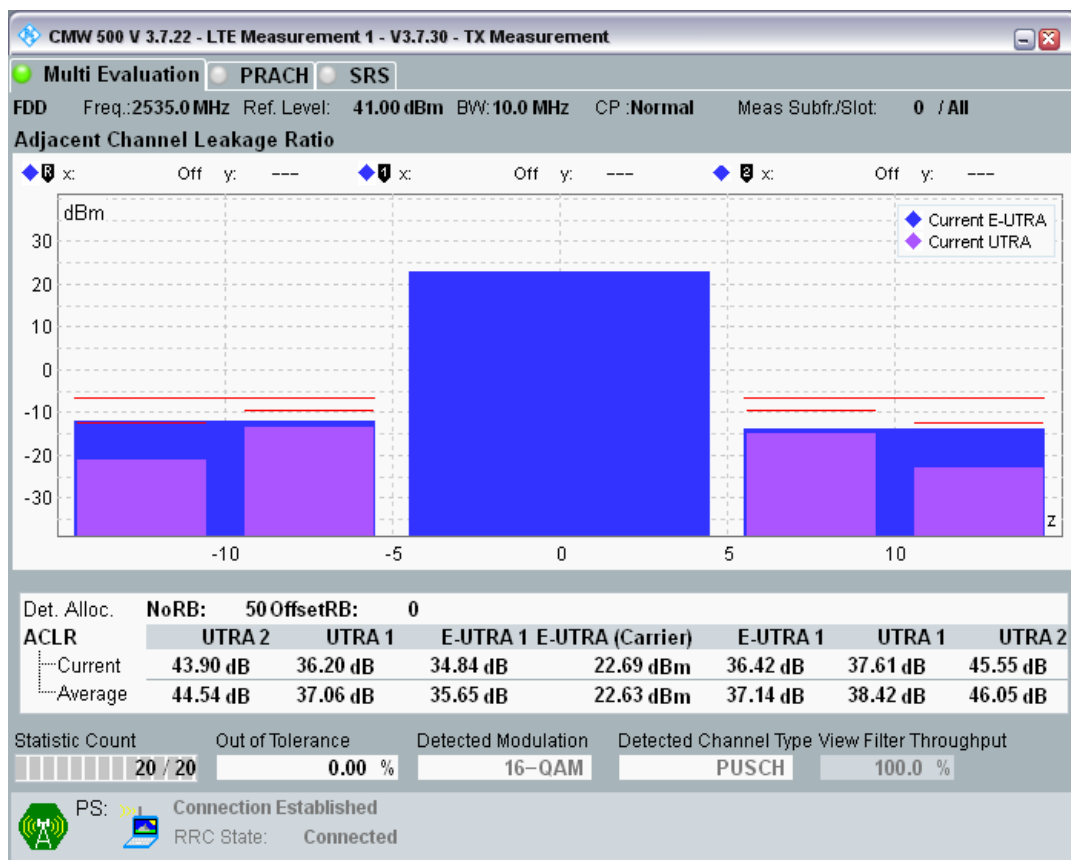 CMW 500 V 3.7.22 - LTE Measurement 1 - V3.7.30 - TX Measurement
Multi Evaluation PRACH SRS
FDD Freq.:2535.0 MHz Ref. Level: 41.00 dBm BW:10.0 MHz CP :Normal Meas Subfr./Slot: 0 / All
Adjacent Channel Leakage Ratio
R x: Off y: --- 1 x: Off y: --- 2 x: Off y: ---
dBm
Current E-UTRA
Current UTRA
30
20
10
0
-10
-20
-30
z
-10 -5 0 5 10
Det. Alloc. NoRB: 50 OffsetRB: 0
ACLR UTRA 2 UTRA 1 E-UTRA 1 E-UTRA (Carrier) E-UTRA 1 UTRA 1 UTRA 2
Current 43.90 dB 36.20 dB 34.84 dB 22.69 dBm 36.42 dB 37.61 dB 45.55 dB
Average 44.54 dB 37.06 dB 35.65 dB 22.63 dBm 37.14 dB 38.42 dB 46.05 dB
Statistic Count Out of Tolerance Detected Modulation Detected Channel Type View Filter Throughput
20 / 20 0.00 % 16-QAM PUSCH 100.0 %
PS: Connection Established
RRC State: Connected